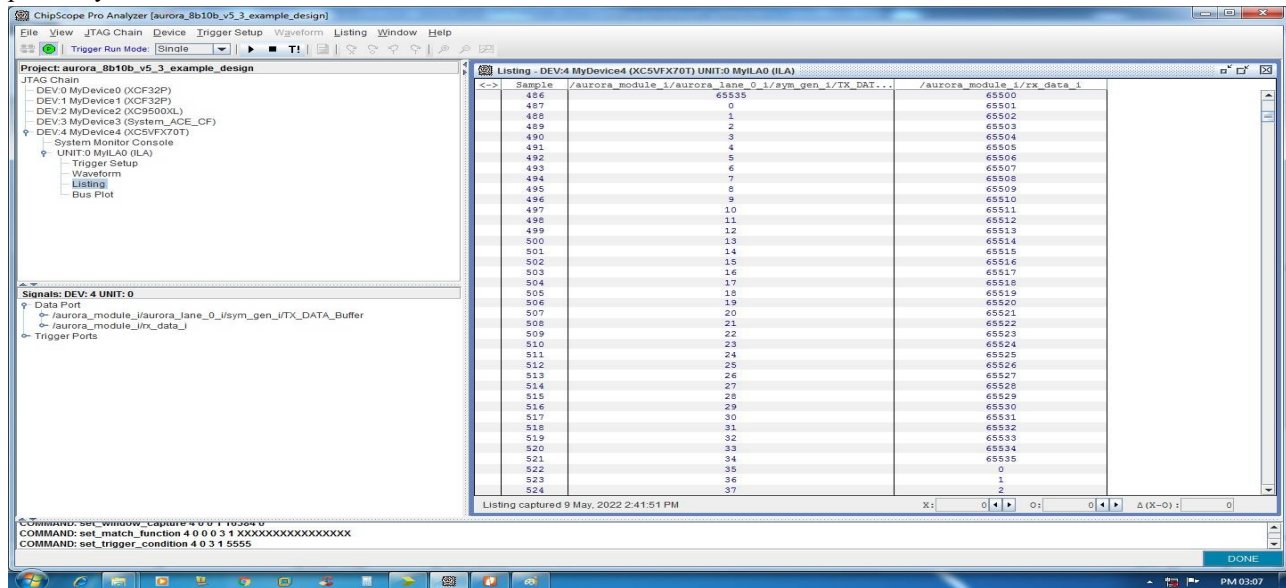 ChipScope Pro Analyzer [aurora_8b10b_v5_3_example_design]
File View JTAG Chain Device Trigger Setup Waveform Listing Window Help
Trigger Run Mode: Single T!
Project: aurora_8b10b_v5_3_example_design
JTAG Chain
DEV:0 MyDevice0 (XCF32P)
DEV:1 MyDevice1 (XCF32P)
DEV:2 MyDevice2 (XC9500XL)
DEV:3 MyDevice3 (System_ACE_CF)
DEV:4 MyDevice4 (XC5VFX70T)
System Monitor Console
UNIT:0 MyILA0 (ILA)
Trigger Setup
Waveform
Listing
Bus Plot
Signals: DEV: 4 UNIT: 0
Data Port
/aurora_module_i/aurora_lane_0_i/sym_gen_i/TX_DATA_Buffer
/aurora_module_i/rx_data_i
Trigger Ports
Listing - DEV:4 MyDevice4 (XC5VFX70T) UNIT:0 MyILA0 (ILA)
<-> Sample /aurora_module_i/aurora_lane_0_i/sym_gen_i/TX_DAT... /aurora_module_i/rx_data_i
486 65535 65500
487 0 65501
488 1 65502
489 2 65503
490 3 65504
491 4 65505
492 5 65506
493 6 65507
494 7 65508
495 8 65509
496 9 65510
497 10 65511
498 11 65512
499 12 65513
500 13 65514
501 14 65515
502 15 65516
503 16 65517
504 17 65518
505 18 65519
506 19 65520
507 20 65521
508 21 65522
509 22 65523
510 23 65524
511 24 65525
512 25 65526
513 26 65527
514 27 65528
515 28 65529
516 29 65530
517 30 65531
518 31 65532
519 32 65533
520 33 65534
521 34 65535
522 35 0
523 36 1
524 37 2
Listing captured 9 May, 2022 2:41:51 PM X: 0 O: 0 Δ(X-O): 0
COMMAND: set_window_capture 4 0 0 1 16384 0
COMMAND: set_match_function 4 0 0 0 3 1 XXXXXXXXXXXXXXXX
COMMAND: set_trigger_condition 4 0 3 1 5555
DONE
PM 03:07